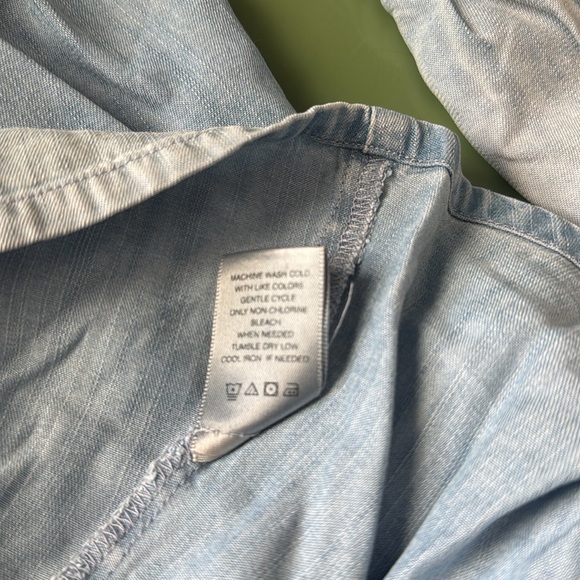 MACHINE WASH COLD
WITH LIKE COLORS
GENTLE CYCLE
ONLY NON-CHLORINE
BLEACH
WHEN NEEDED
TUMBLE DRY LOW
COOL IRON IF NEEDED